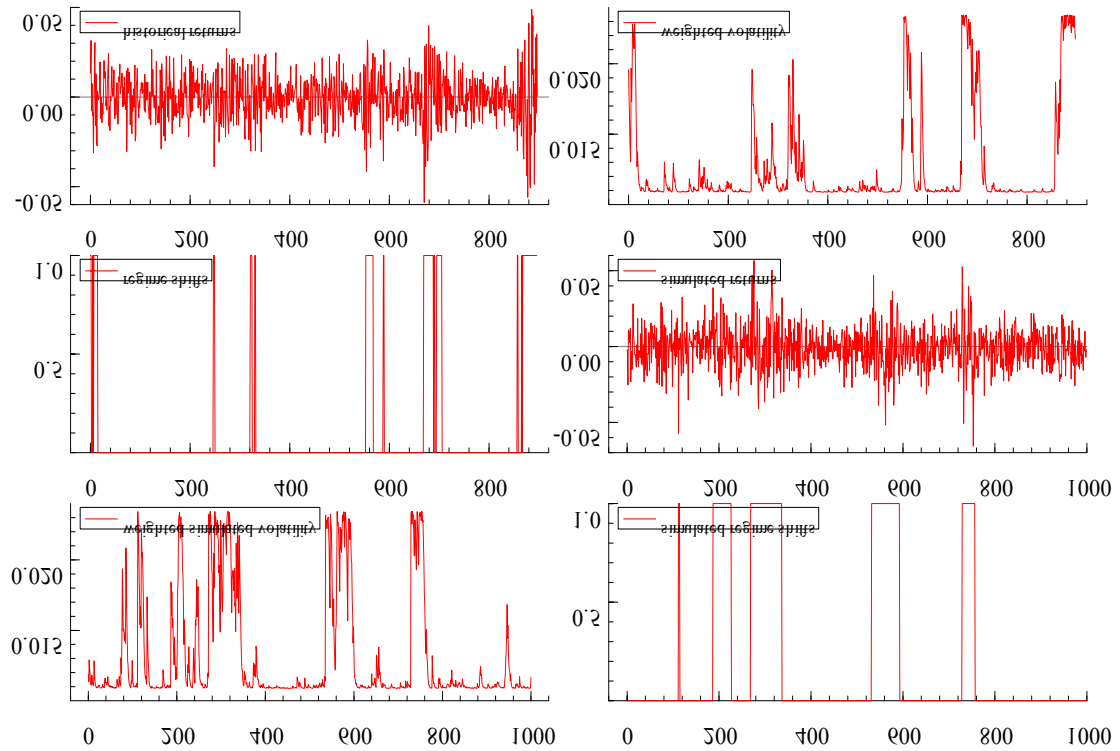 historical returns
0.05
0.00
-0.05
0 200 400 600 800
weighted volatility
0.020
0.015
0 200 400 600 800
regime shifts
1.0
0.5
0 200 400 600 800
simulated returns
0.05
0.00
-0.05
0 200 400 600 800 1000
weighted simulated volatility
0.020
0.015
0 200 400 600 800 1000
simulated regime shifts
1.0
0.5
0 200 400 600 800 1000